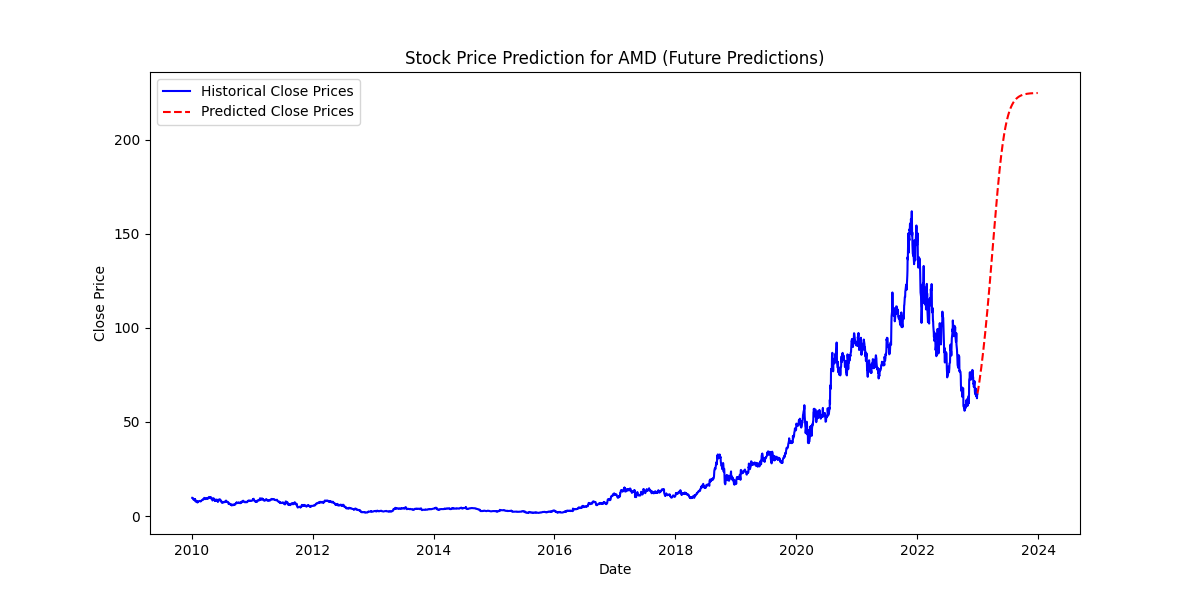 Stock Price Prediction for AMD (Future Predictions)
Historical Close Prices
Predicted Close Prices
Close Price
200
150
100
50
0
2010 2012 2014 2016 2018 2020 2022 2024
Date